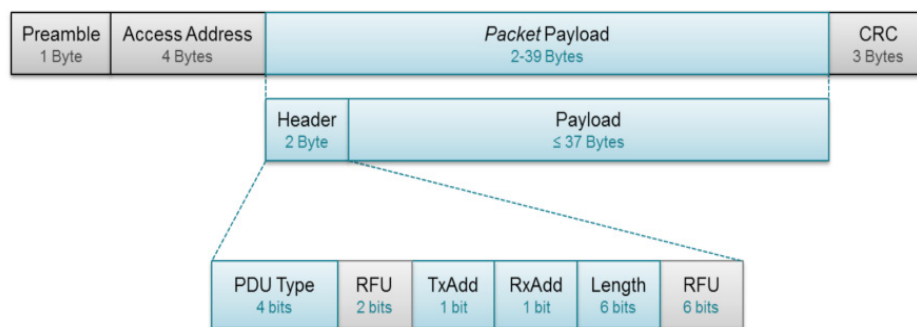 Preamble
1 Byte
Access Address
4 Bytes
Packet Payload
2-39 Bytes
CRC
3 Bytes
Header
2 Byte
Payload
≤ 37 Bytes
PDU Type
4 bits
RFU
2 bits
TxAdd
1 bit
RxAdd
1 bit
Length
6 bits
RFU
6 bits